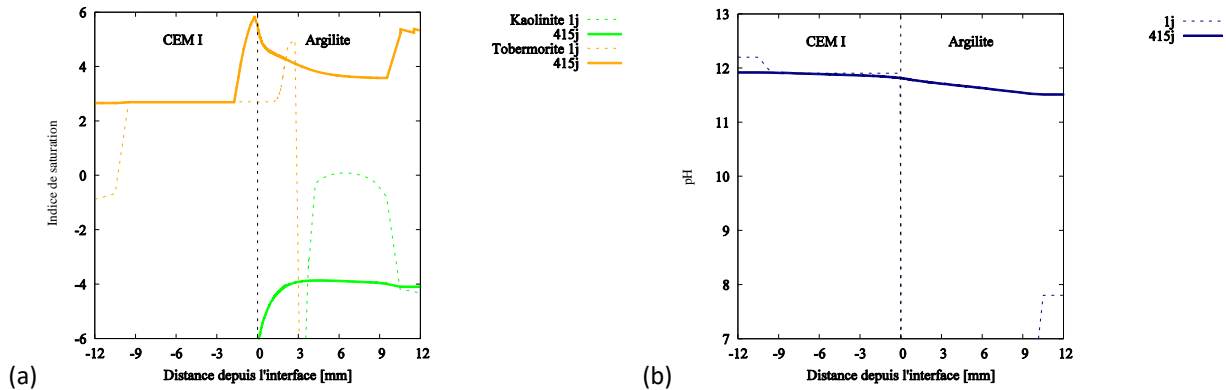 Kaolinite 1j
415j
Tobermorite 1j
415j
CEM I
Argilite
6
4
2
0
-2
-4
-6
Indice de saturation
-12 -9 -6 -3 0 3 6 9 12
Distance depuis l'interface [mm]
(a)
1j
415j
CEM I
Argilite
13
12
11
10
9
8
7
pH
-12 -9 -6 -3 0 3 6 9 12
Distance depuis l'interface [mm]
(b)